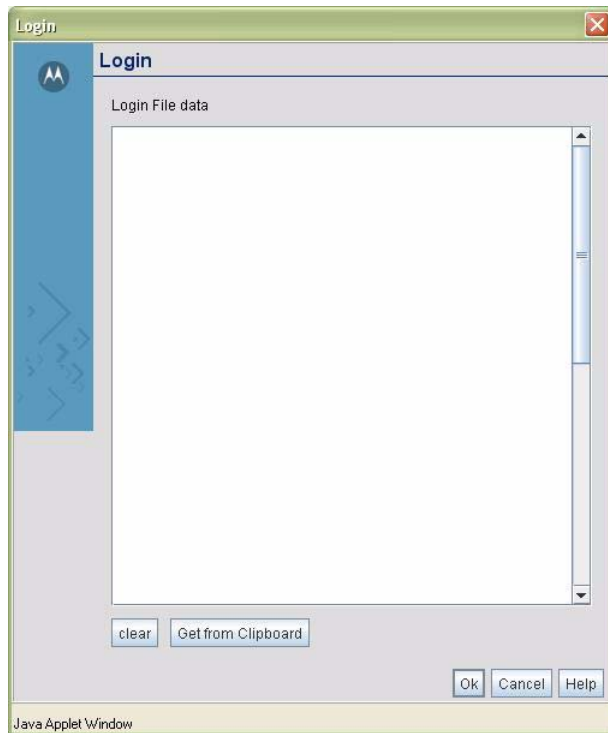 Login
Login
Login File data
clear Get from Clipboard
Ok Cancel Help
Java Applet Window